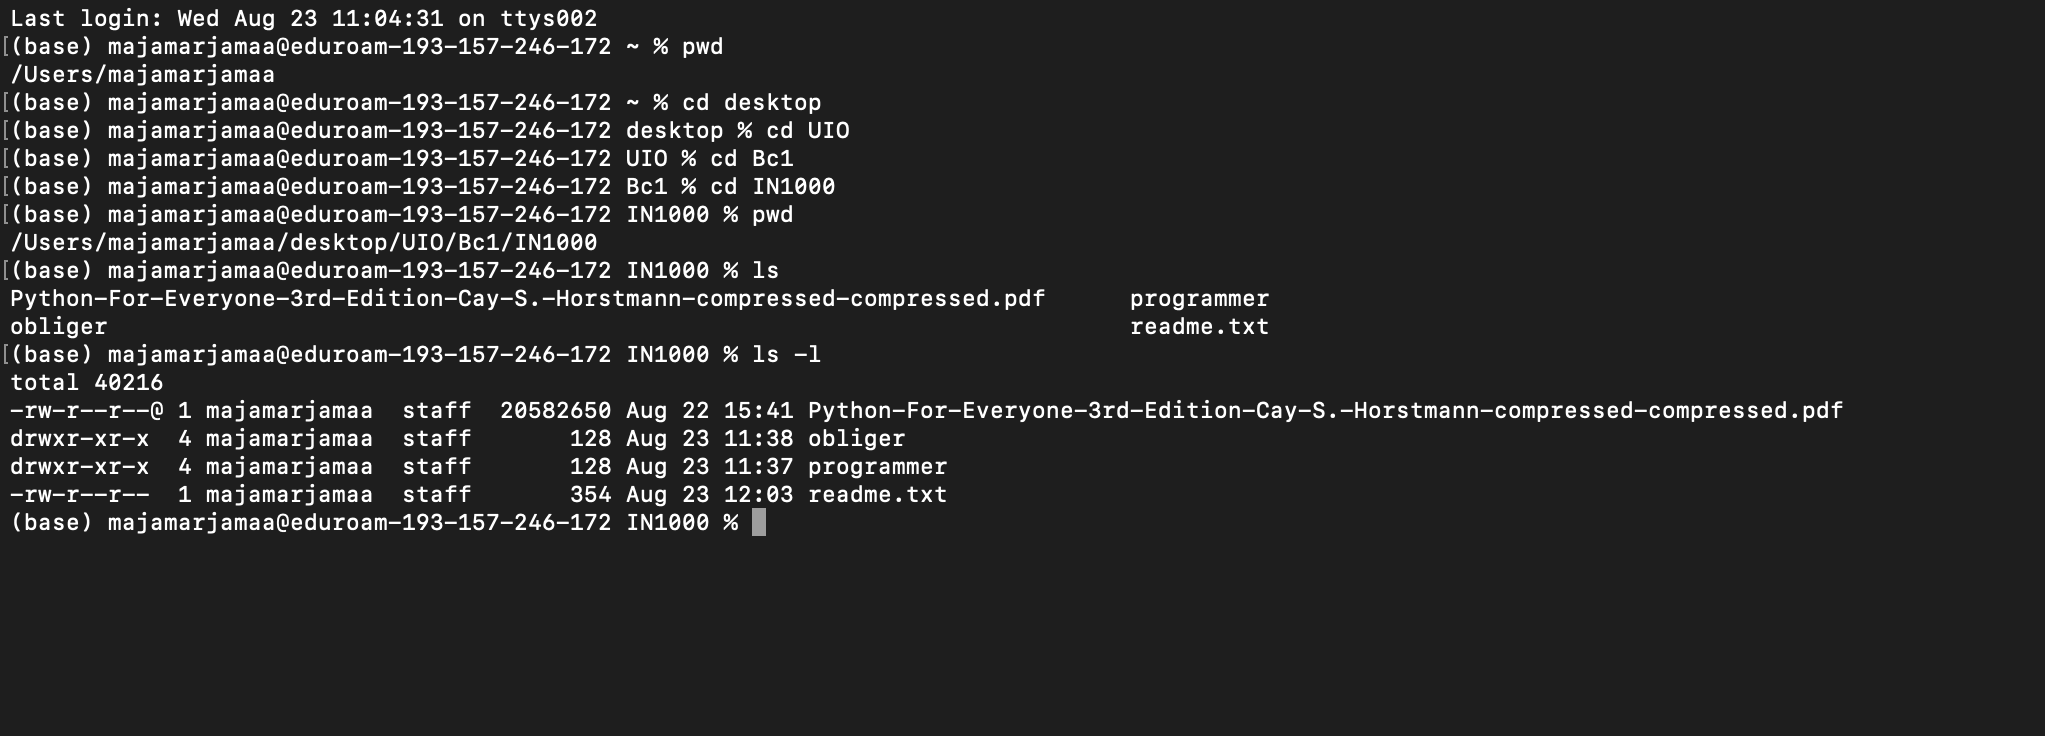 Last login: Wed Aug 23 11:04:31 on ttys002
[(base) majamarjamaa@eduroam-193-157-246-172 ~ % pwd
/Users/majamarjamaa
[(base) majamarjamaa@eduroam-193-157-246-172 ~ % cd desktop
[(base) majamarjamaa@eduroam-193-157-246-172 desktop % cd UIO
[(base) majamarjamaa@eduroam-193-157-246-172 UIO % cd Bc1
[(base) majamarjamaa@eduroam-193-157-246-172 Bc1 % cd IN1000
[(base) majamarjamaa@eduroam-193-157-246-172 IN1000 % pwd
/Users/majamarjamaa/desktop/UIO/Bc1/IN1000
[(base) majamarjamaa@eduroam-193-157-246-172 IN1000 % ls
Python-For-Everyone-3rd-Edition-Cay-S.-Horstmann-compressed-compressed.pdf      programmer
obliger                                                                         readme.txt
[(base) majamarjamaa@eduroam-193-157-246-172 IN1000 % ls -l
total 40216
-rw-r--r--@ 1 majamarjamaa  staff  20582650 Aug 22 15:41 Python-For-Everyone-3rd-Edition-Cay-S.-Horstmann-compressed-compressed.pdf
drwxr-xr-x  4 majamarjamaa  staff       128 Aug 23 11:38 obliger
drwxr-xr-x  4 majamarjamaa  staff       128 Aug 23 11:37 programmer
-rw-r--r--  1 majamarjamaa  staff       354 Aug 23 12:03 readme.txt
(base) majamarjamaa@eduroam-193-157-246-172 IN1000 %